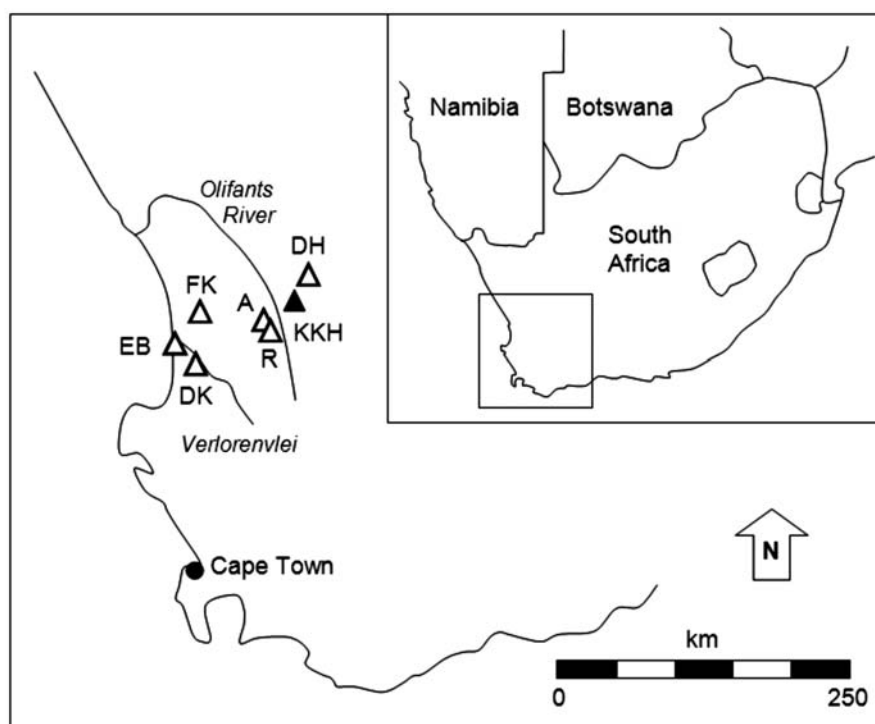 Namibia
Botswana
South
Africa
Olifants
River
DH
FK
A
KKH
R
EB
DK
Verlorenvlei
Cape Town
N
km
0
250